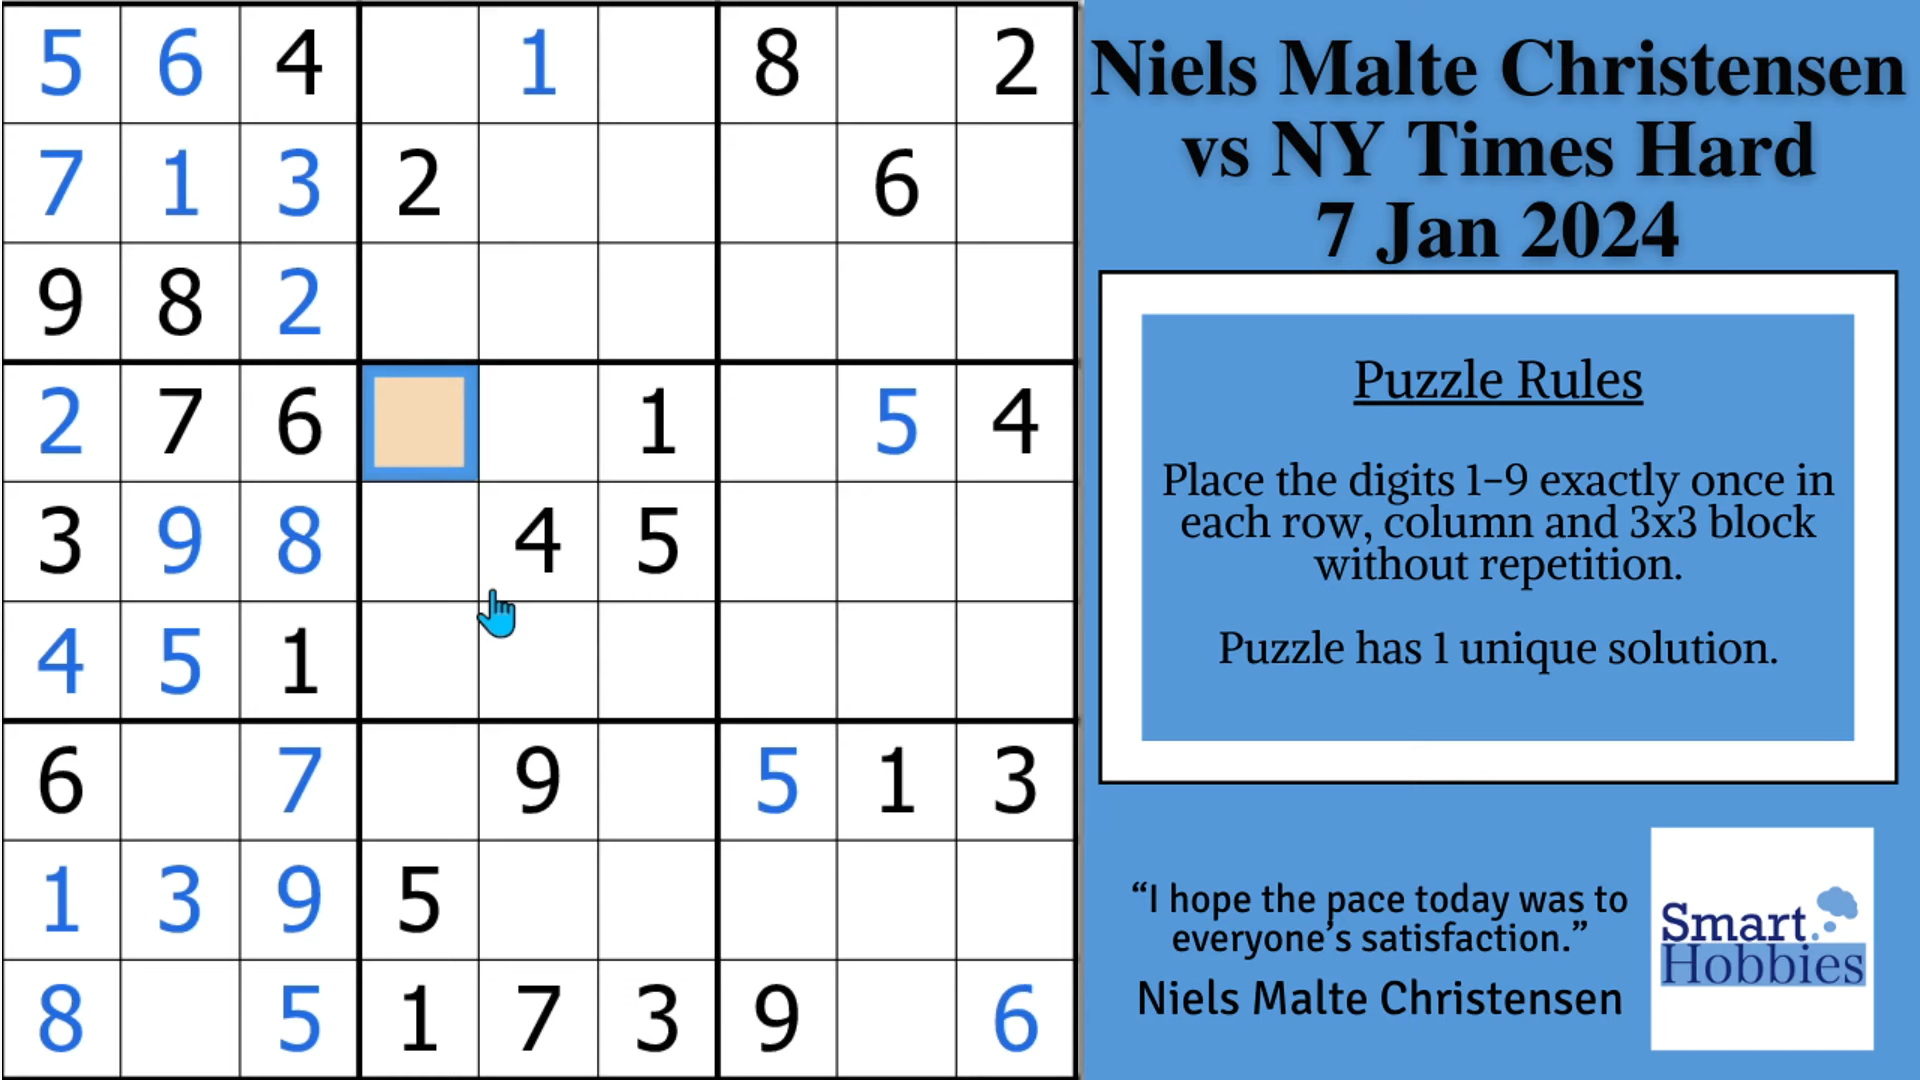 5 6 4 1 8 2
7 1 3 2 6
9 8 2
2 7 6 1 5 4
3 9 8 4 5
4 5 1
6 7 9 5 1 3
1 3 9 5
8 5 1 7 3 9 6
Niels Malte Christensen
vs NY Times Hard
7 Jan 2024
Puzzle Rules
Place the digits 1-9 exactly once in
each row, column and 3x3 block
without repetition.
Puzzle has 1 unique solution.
“I hope the pace today was to
everyone’s satisfaction.”
Niels Malte Christensen
Smart
Hobbies